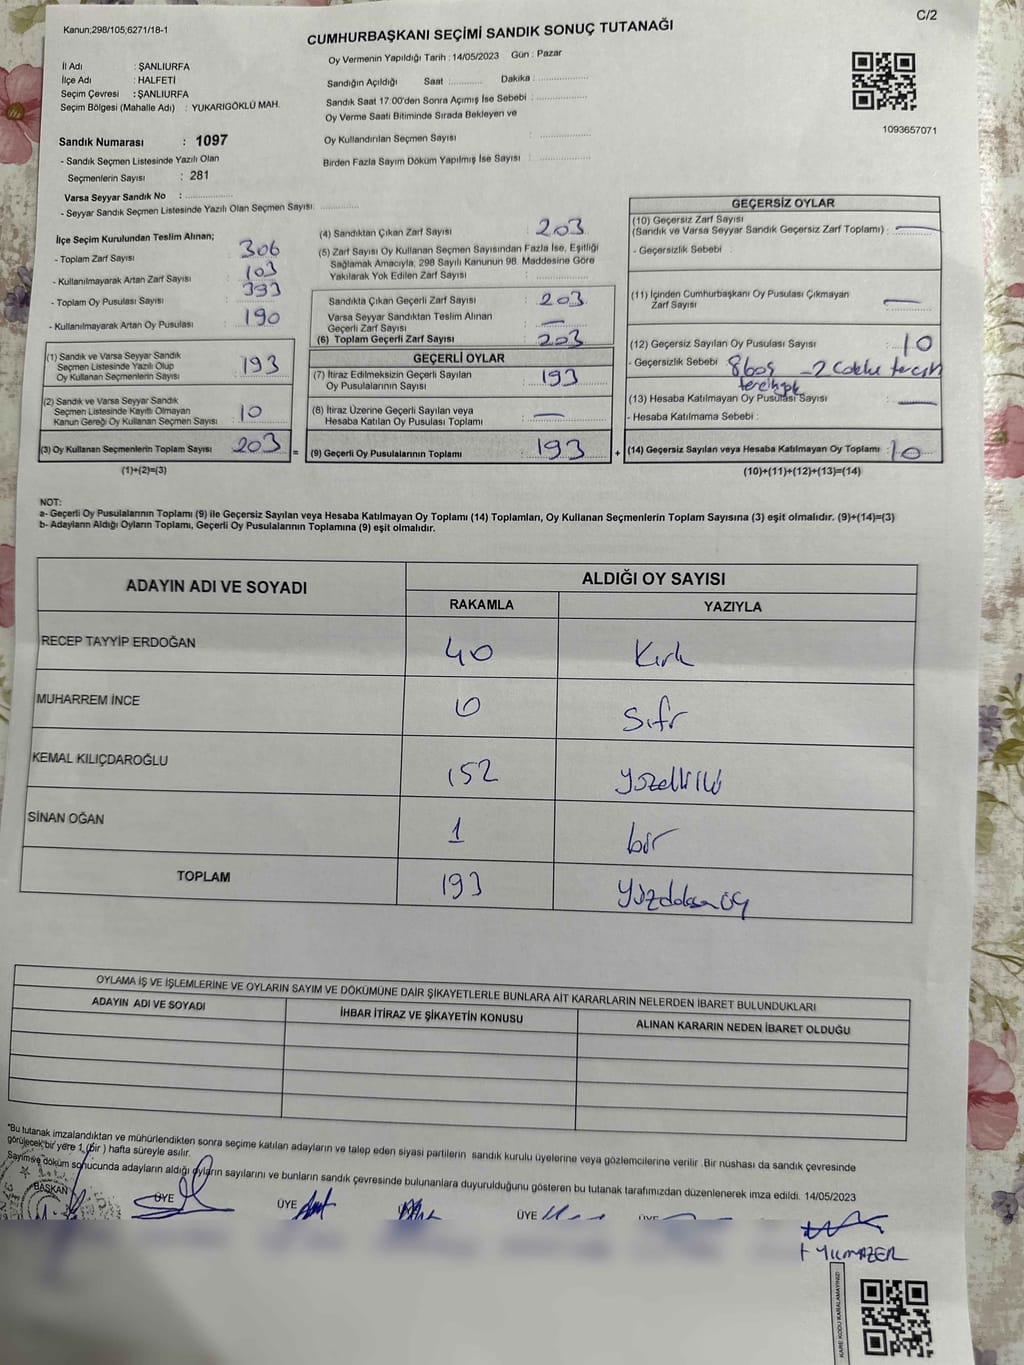 C/2
Kanun;298/105;6271/18-1
CUMHURBAŞKANI SEÇİMİ SANDIK SONUÇ TUTANAĞI
Oy Vermenin Yapıldığı Tarih : 14/05/2023 Gün : Pazar
İl Adı : ŞANLIURFA
İlçe Adı : HALFETİ
Seçim Çevresi : ŞANLIURFA
Seçim Bölgesi (Mahalle Adı) : YUKARIGÖKLÜ MAH.
Sandığın Açıldığı Saat :........... Dakika :...................
Sandık Saat 17:00'den Sonra Açımış İse Sebebi :...................
Oy Verme Saati Bitiminde Sırada Bekleyen ve
Oy Kullandırılan Seçmen Sayısı :...................
Birden Fazla Sayım Döküm Yapılmış İse Sayısı :...................
1093657071
Sandık Numarası : 1097
- Sandık Seçmen Listesinde Yazılı Olan
Seçmenlerin Sayısı : 281
Varsa Seyyar Sandık No :...................
- Seyyar Sandık Seçmen Listesinde Yazılı Olan Seçmen Sayısı:..............
İlçe Seçim Kurulundan Teslim Alınan;
- Toplam Zarf Sayısı : 306
- Kullanılmayarak Artan Zarf Sayısı : 103
- Toplam Oy Pusulası Sayısı : 393
- Kullanılmayarak Artan Oy Pusulası : 190
(1) Sandık ve Varsa Seyyar Sandık
Seçmen Listesinde Yazılı Olup
Oy Kullanan Seçmenlerin Sayısı : 193
(2) Sandık ve Varsa Seyyar Sandık
Seçmen Listesinde Kayıtlı Olmayan
Kanun Gereği Oy Kullanan Seçmen Sayısı : 10
(3) Oy Kullanan Seçmenlerin Toplam Sayısı : 203 =
(1)+(2)=(3)
(4) Sandıktan Çıkan Zarf Sayısı : 203
(5) Zarf Sayısı Oy Kullanan Seçmen Sayısından Fazla İse, Eşitliği
Sağlamak Amacıyla, 298 Sayılı Kanunun 98. Maddesine Göre
Yakılarak Yok Edilen Zarf Sayısı :
Sandıkta Çıkan Geçerli Zarf Sayısı : 203
Varsa Seyyar Sandıktan Teslim Alınan
Geçerli Zarf Sayısı : —
(6) Toplam Geçerli Zarf Sayısı : 203
GEÇERLİ OYLAR
(7) İtiraz Edilmeksizin Geçerli Sayılan
Oy Pusulalarının Sayısı : 193
(8) İtiraz Üzerine Geçerli Sayılan veya
Hesaba Katılan Oy Pusulası Toplamı : —
(9) Geçerli Oy Pusulalarının Toplamı : 193 +
GEÇERSİZ OYLAR
(10) Geçersiz Zarf Sayısı
(Sandık ve Varsa Seyyar Sandık Geçersiz Zarf Toplamı) : —
- Geçersizlik Sebebi :
(11) İçinden Cumhurbaşkanı Oy Pusulası Çıkmayan
Zarf Sayısı : —
(12) Geçersiz Sayılan Oy Pusulası Sayısı : 10
- Geçersizlik Sebebi : 8 boş - 2 Çoklu tercih
(13) Hesaba Katılmayan Oy Pusulası Sayısı : —
- Hesaba Katılmama Sebebi :
(14) Geçersiz Sayılan veya Hesaba Katılmayan Oy Toplamı : 10
(10)+(11)+(12)+(13)=(14)
NOT:
a- Geçerli Oy Pusulalarının Toplamı (9) ile Geçersiz Sayılan veya Hesaba Katılmayan Oy Toplamı (14) Toplamları, Oy Kullanan Seçmenlerin Toplam Sayısına (3) eşit olmalıdır. (9)+(14)=(3)
b- Adayların Aldığı Oyların Toplamı, Geçerli Oy Pusulalarının Toplamına (9) eşit olmalıdır.
ADAYIN ADI VE SOYADI
ALDIĞI OY SAYISI
RAKAMLA YAZIYLA
RECEP TAYYİP ERDOĞAN 40 Kırk
MUHARREM İNCE 0 Sıfır
KEMAL KILIÇDAROĞLU 152 yüzelliiki
SİNAN OĞAN 1 bir
TOPLAM 193 yüzdoksanüç
OYLAMA İŞ VE İŞLEMLERİNE VE OYLARIN SAYIM VE DÖKÜMÜNE DAİR ŞİKAYETLERLE BUNLARA AİT KARARLARIN NELERDEN İBARET BULUNDUKLARI
ADAYIN ADI VE SOYADI İHBAR İTİRAZ VE ŞİKAYETİN KONUSU ALINAN KARARIN NEDEN İBARET OLDUĞU
"Bu tutanak imzalandıktan ve mühürlendikten sonra seçime katılan adayların ve talep eden siyasi partilerin sandık kurulu üyelerine veya gözlemcilerine verilir .Bir nüshası da sandık çevresinde
görülecek bir yere 1 (bir ) hafta süreyle asılır.
Sayım ve döküm sonucunda adayların aldığı oyların sayılarını ve bunların sandık çevresinde bulunanlara duyurulduğunu gösteren bu tutanak tarafımızdan düzenlenerek imza edildi. 14/05/2023
BAŞKAN ÜYE ÜYE ÜYE ÜYE ÜYE
YILMAZER
KARE KODU KARALAMAYINIZ!